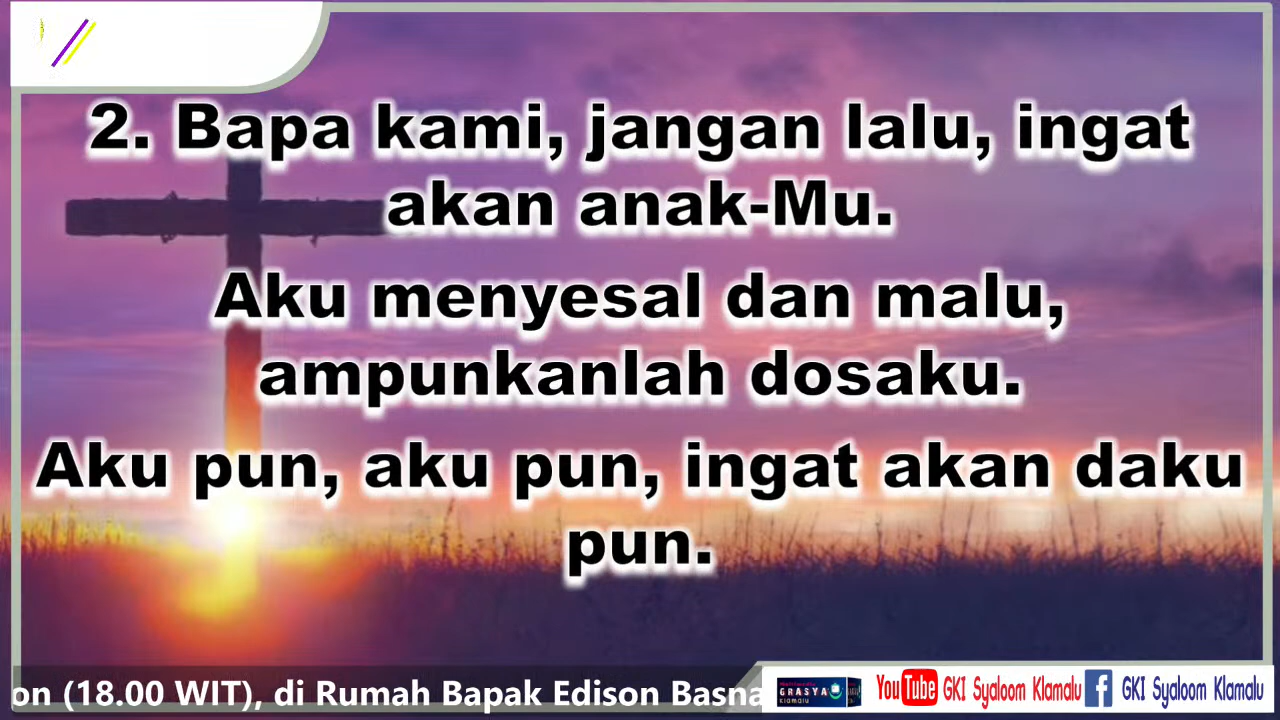 2. Bapa kami, jangan lalu, ingat
akan anak-Mu.
Aku menyesal dan malu,
ampunkanlah dosaku.
Aku pun, aku pun, ingat akan daku
pun.
on (18.00 WIT), di Rumah Bapak Edison Basna
GRASYA
Klamalu
YouTube GKI Syaloom Klamalu f GKI Syaloom Klamalu